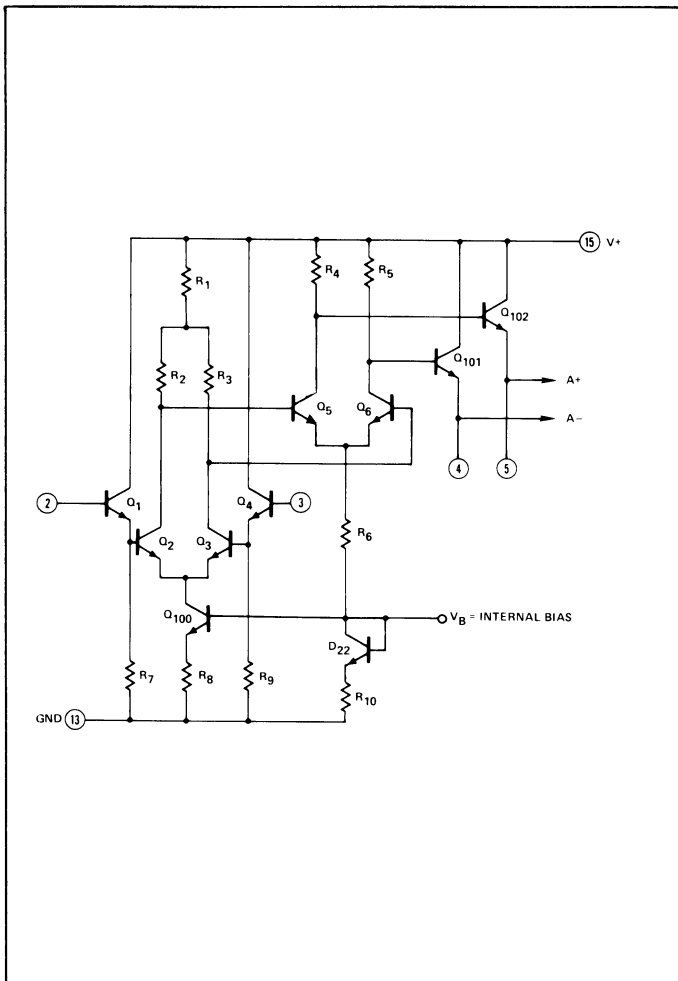 15 V+
R1
R4
R5
Q102
Q101
R2
R3
A+
Q5
Q6
A−
4
5
2
Q1
Q4
3
R6
Q2
Q3
Q100
VB = INTERNAL BIAS
D22
R7
R8
R9
R10
GND 13